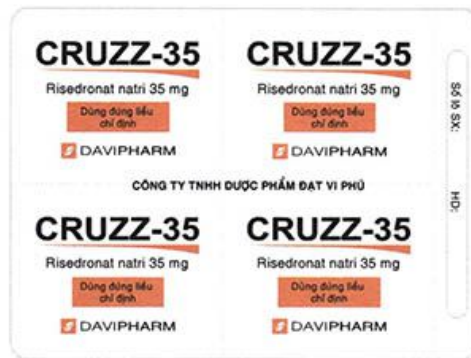 CRUZZ-35
Risedronat natri 35 mg
Dùng đúng liều
chỉ định
DAVIPHARM
CRUZZ-35
Risedronat natri 35 mg
Dùng đúng liều
chỉ định
DAVIPHARM
CÔNG TY TNHH DƯỢC PHẨM ĐẠT VI PHÚ
CRUZZ-35
Risedronat natri 35 mg
Dùng đúng liều
chỉ định
DAVIPHARM
CRUZZ-35
Risedronat natri 35 mg
Dùng đúng liều
chỉ định
DAVIPHARM
Số lô SX:
HD: